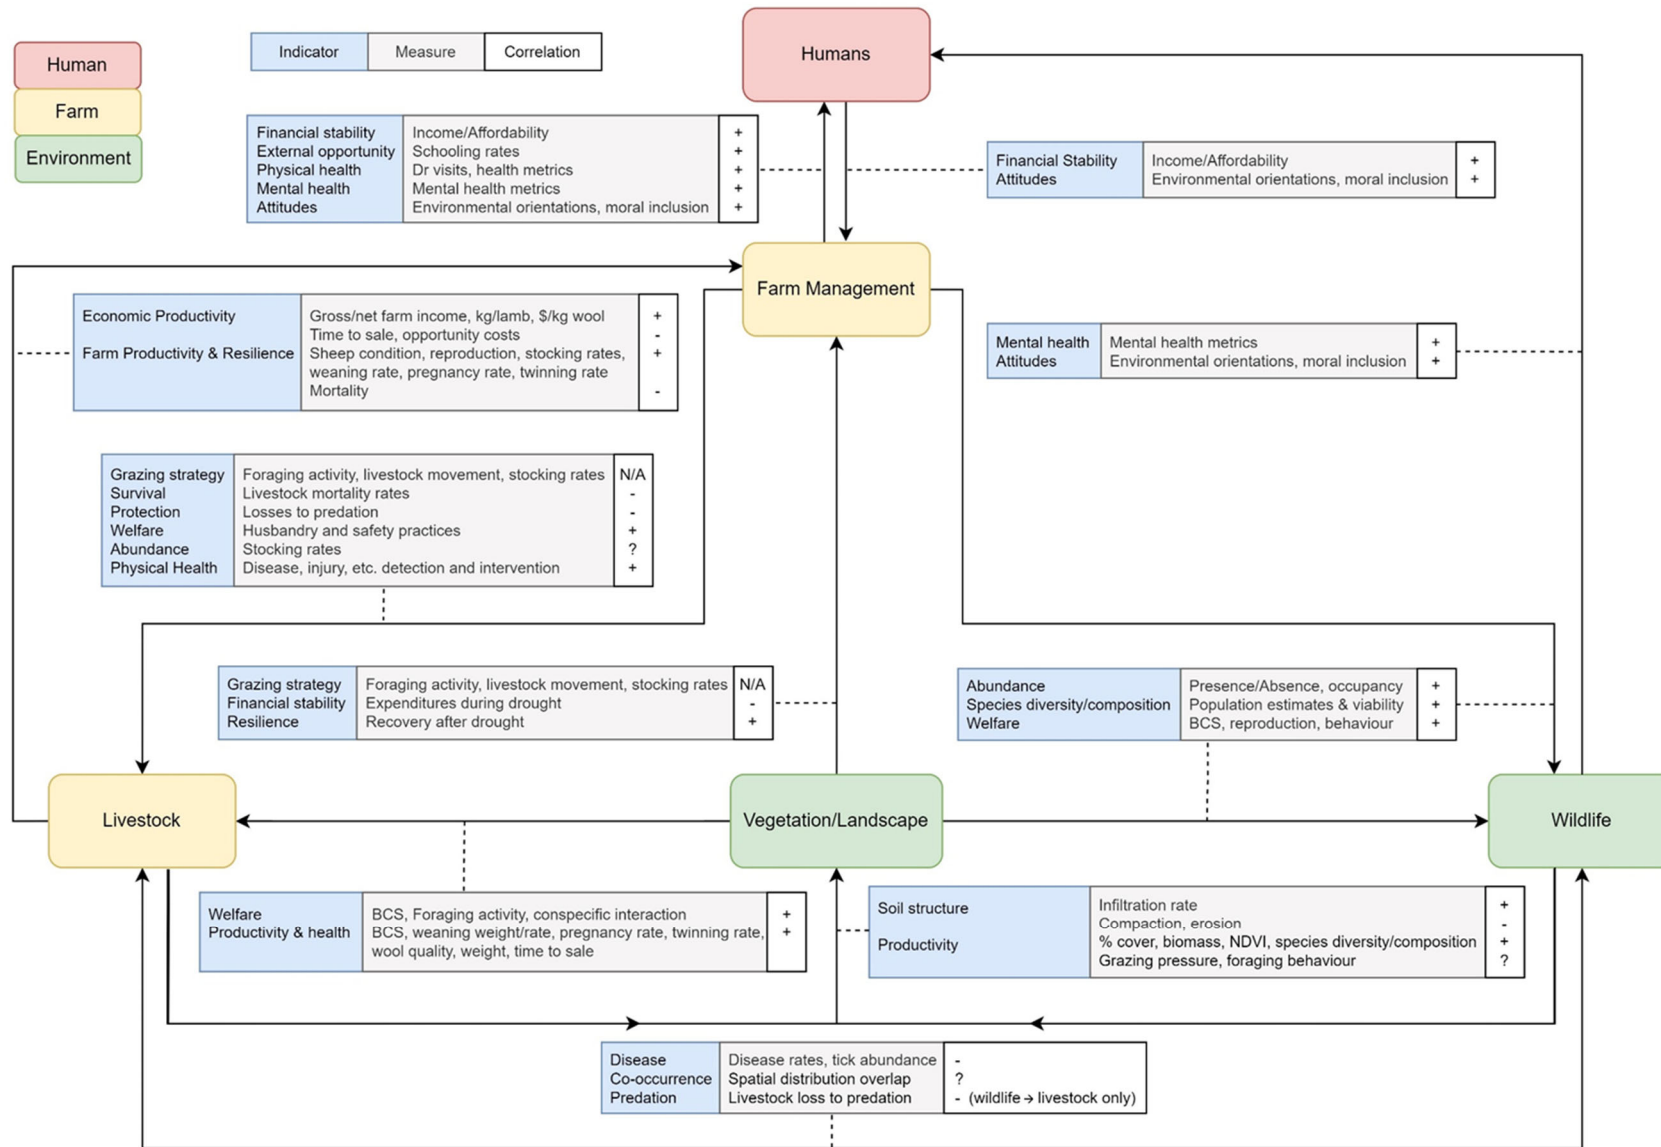 Human
Farm
Environment
Indicator Measure Correlation
Humans
Financial stability Income/Affordability +
External opportunity Schooling rates +
Physical health Dr visits, health metrics +
Mental health Mental health metrics +
Attitudes Environmental orientations, moral inclusion +
Financial Stability Income/Affordability +
Attitudes Environmental orientations, moral inclusion +
Farm Management
Economic Productivity Gross/net farm income, kg/lamb, $/kg wool +
Time to sale, opportunity costs -
Farm Productivity & Resilience Sheep condition, reproduction, stocking rates, +
weaning rate, pregnancy rate, twinning rate
Mortality -
Mental health Mental health metrics +
Attitudes Environmental orientations, moral inclusion +
Grazing strategy Foraging activity, livestock movement, stocking rates N/A
Survival Livestock mortality rates -
Protection Losses to predation -
Welfare Husbandry and safety practices +
Abundance Stocking rates ?
Physical Health Disease, injury, etc. detection and intervention +
Grazing strategy Foraging activity, livestock movement, stocking rates N/A
Financial stability Expenditures during drought -
Resilience Recovery after drought +
Abundance Presence/Absence, occupancy +
Species diversity/composition Population estimates & viability +
Welfare BCS, reproduction, behaviour +
Livestock
Vegetation/Landscape
Wildlife
Welfare BCS, Foraging activity, conspecific interaction +
Productivity & health BCS, weaning weight/rate, pregnancy rate, twinning rate, +
wool quality, weight, time to sale
Soil structure Infiltration rate +
Compaction, erosion -
Productivity % cover, biomass, NDVI, species diversity/composition +
Grazing pressure, foraging behaviour ?
Disease Disease rates, tick abundance -
Co-occurrence Spatial distribution overlap ?
Predation Livestock loss to predation - (wildlife → livestock only)